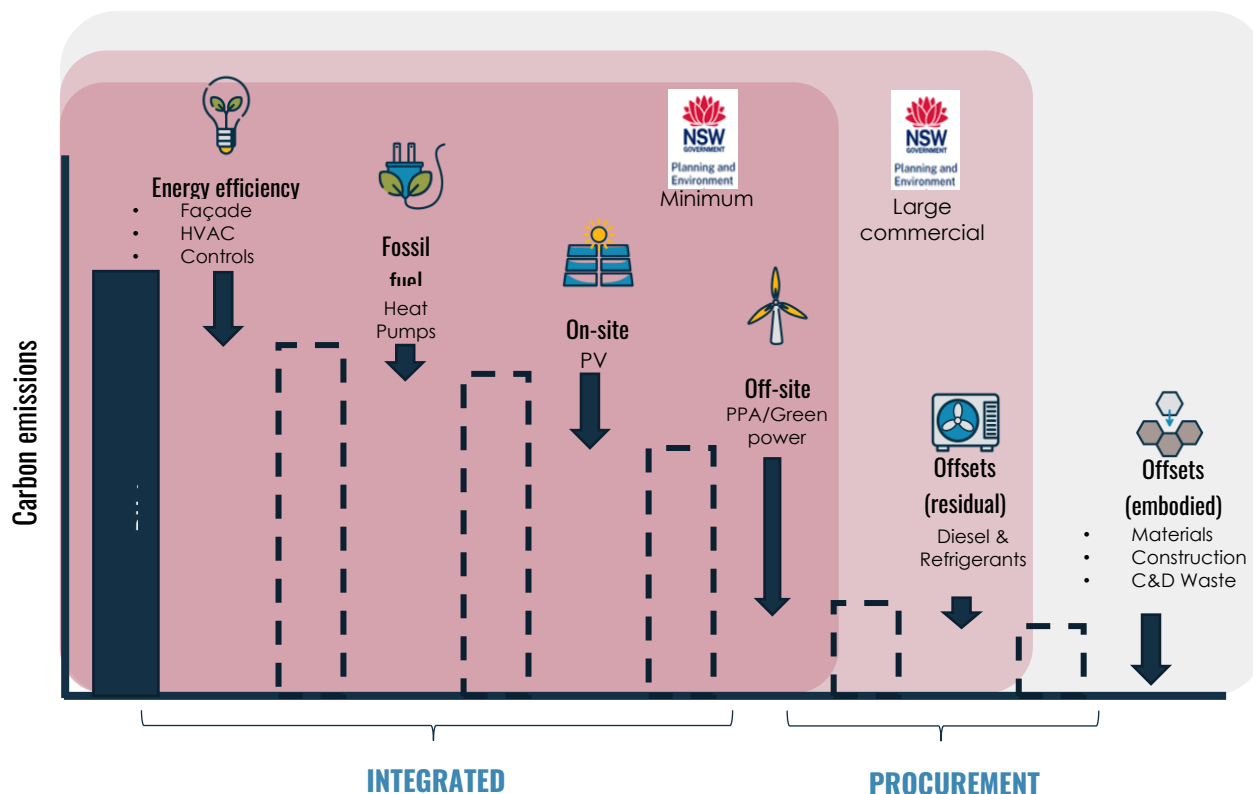 Carbon emissions
Energy efficiency
• Façade
• HVAC
• Controls
Fossil
fuel
Heat
Pumps
On-site
PV
NSW
GOVERNMENT
Planning and
Environment
Minimum
Off-site
PPA/Green
power
NSW
GOVERNMENT
Planning and
Environment
Large
commercial
Offsets
(residual)
Diesel &
Refrigerants
Offsets
(embodied)
• Materials
• Construction
• C&D Waste
INTEGRATED
PROCUREMENT